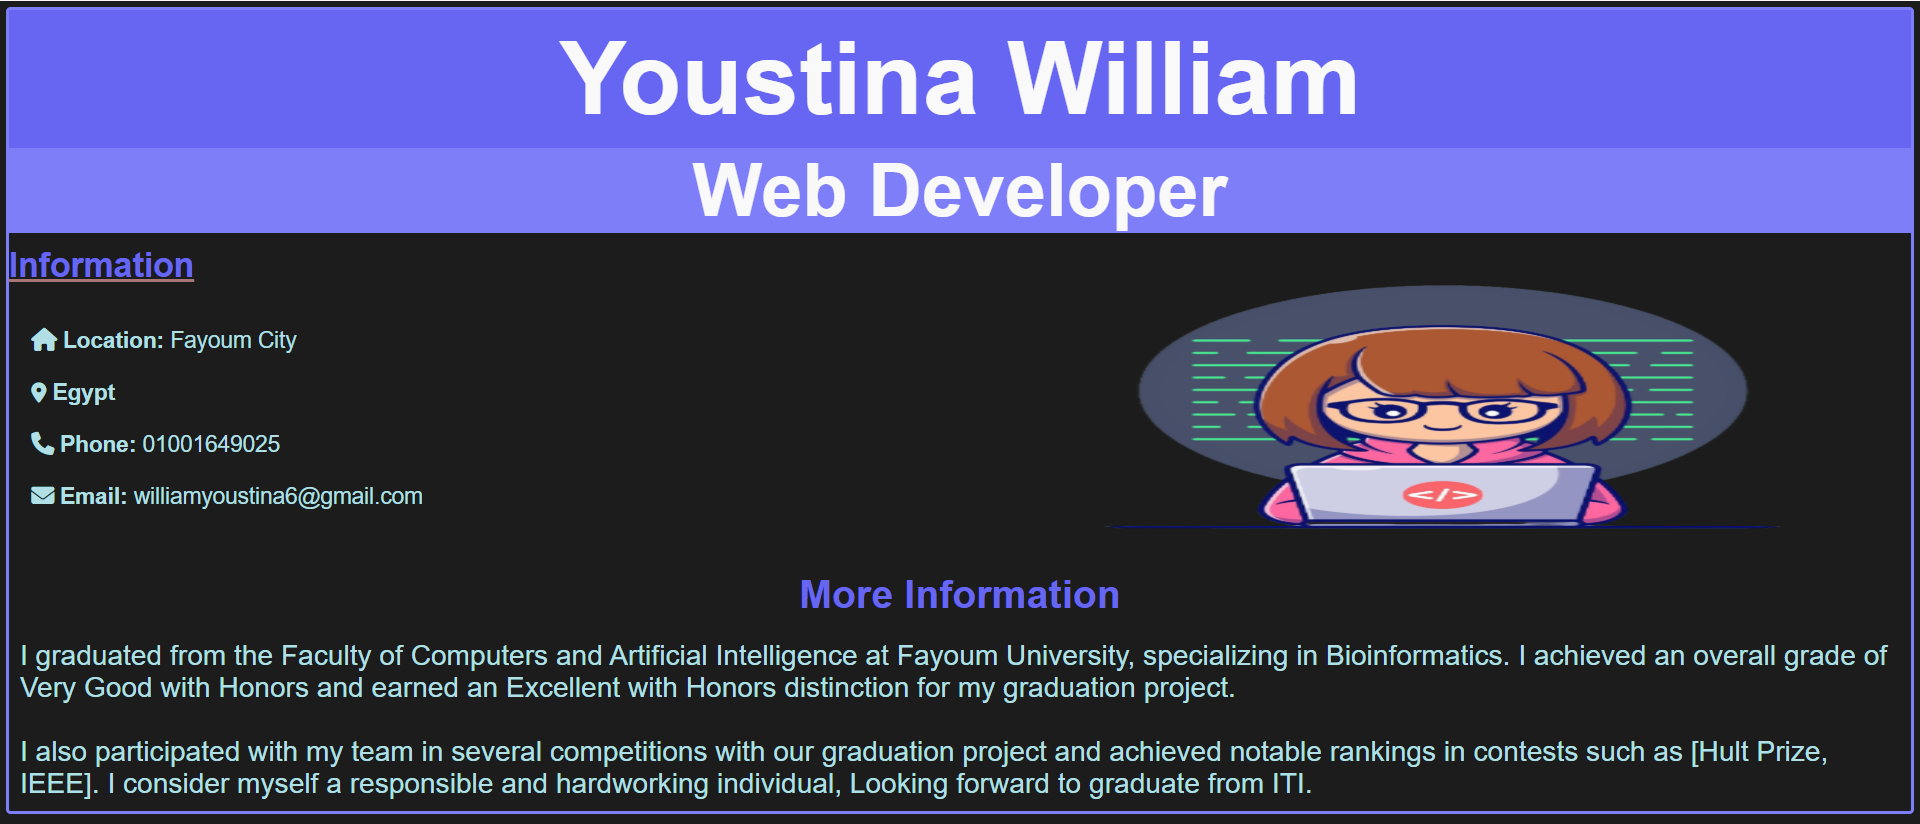 Youstina William
Web Developer
Information
Location: Fayoum City
Egypt
Phone: 01001649025
Email: williamyoustina6@gmail.com
</>
More Information
I graduated from the Faculty of Computers and Artificial Intelligence at Fayoum University, specializing in Bioinformatics. I achieved an overall grade of
Very Good with Honors and earned an Excellent with Honors distinction for my graduation project.
I also participated with my team in several competitions with our graduation project and achieved notable rankings in contests such as [Hult Prize,
IEEE]. I consider myself a responsible and hardworking individual, Looking forward to graduate from ITI.